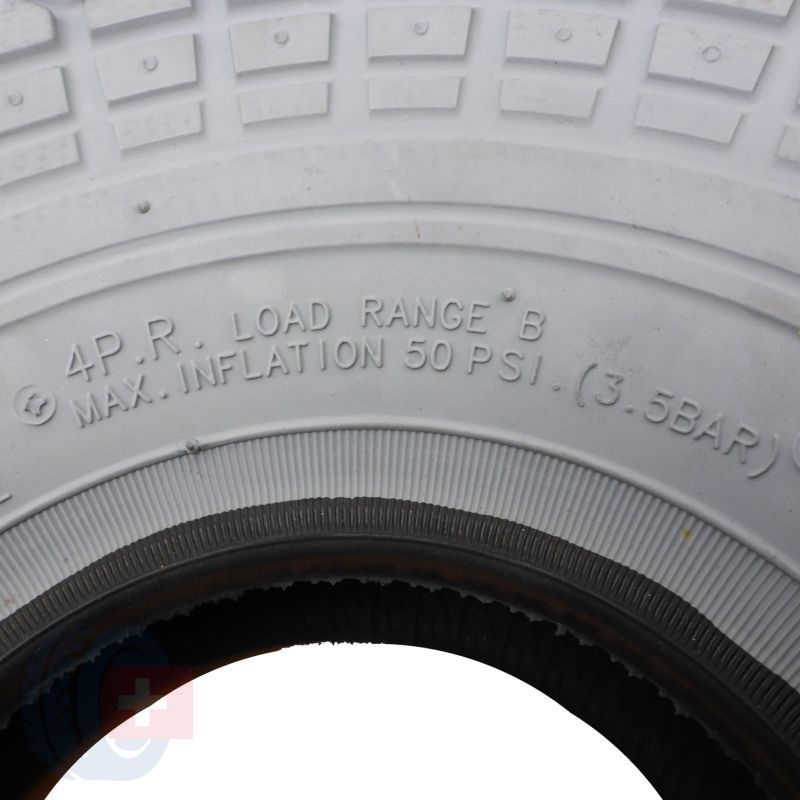 4P.R. LOAD RANGE B
MAX. INFLATION 50 PSI. (3.5BAR)